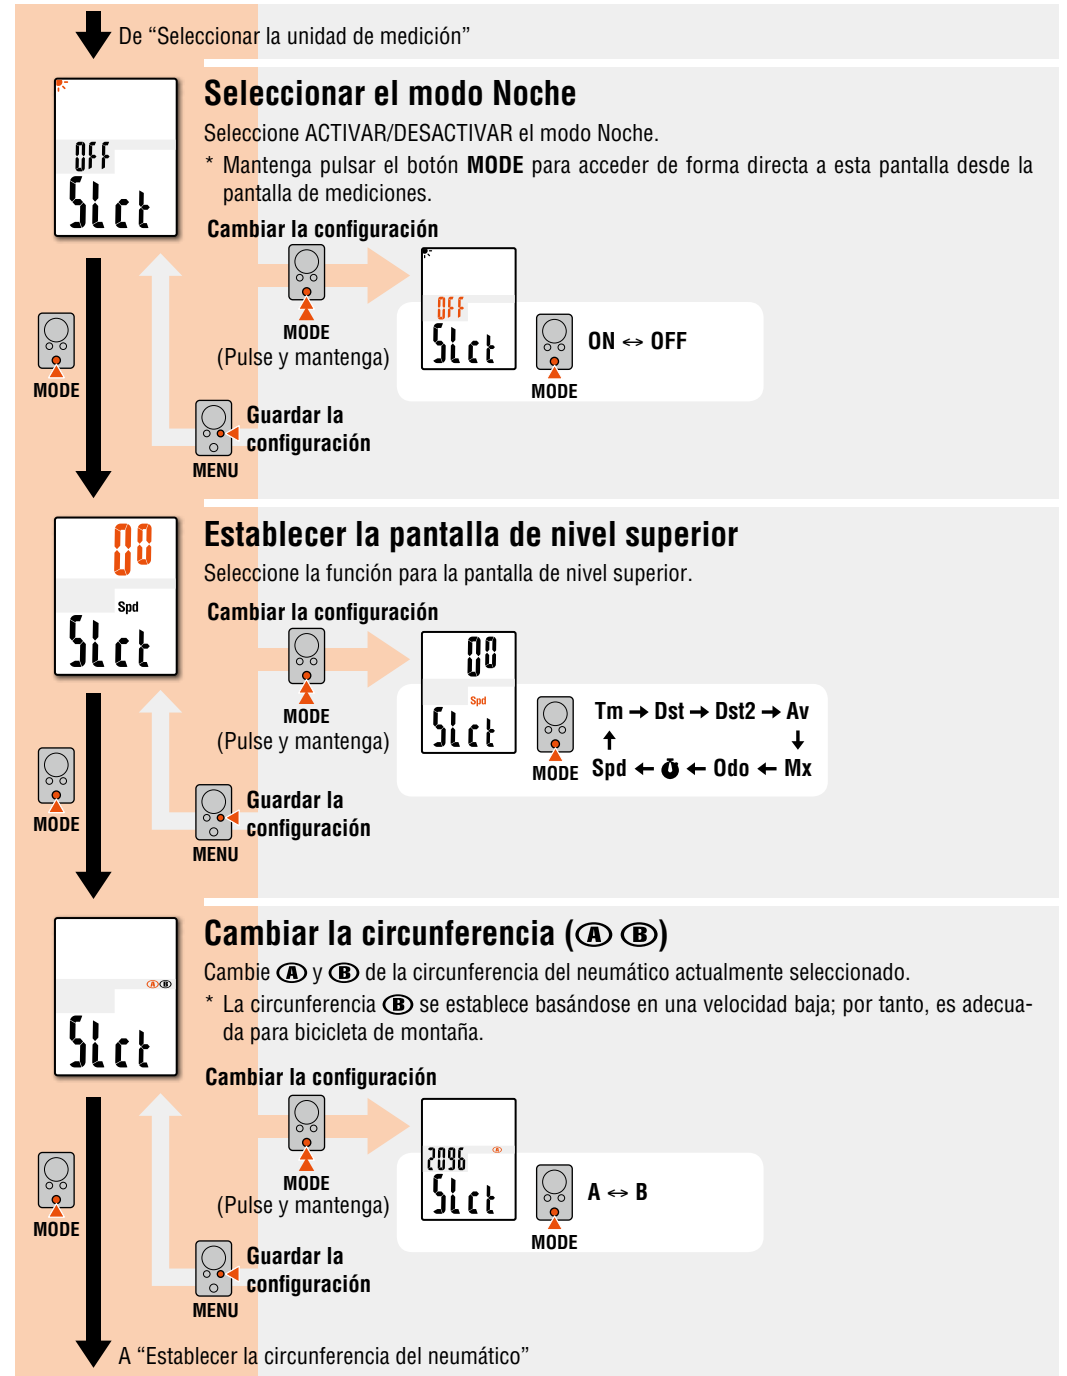 De “Seleccionar la unidad de medición”
Seleccionar el modo Noche
Seleccione ACTIVAR/DESACTIVAR el modo Noche.
* Mantenga pulsar el botón MODE para acceder de forma directa a esta pantalla desde la
pantalla de mediciones.
OFF
Slct
Cambiar la configuración
MODE
(Pulse y mantenga)
OFF
Slct
MODE
ON ↔ OFF
MODE
Guardar la
configuración
MENU
Establecer la pantalla de nivel superior
Seleccione la función para la pantalla de nivel superior.
00
Spd
Slct
Cambiar la configuración
MODE
(Pulse y mantenga)
00
Spd
Slct
MODE
Tm → Dst → Dst2 → Av
↑ ↓
Spd ← ← Odo ← Mx
MODE
Guardar la
configuración
MENU
Cambiar la circunferencia (Ⓐ Ⓑ)
Cambie Ⓐ y Ⓑ de la circunferencia del neumático actualmente seleccionado.
* La circunferencia Ⓑ se establece basándose en una velocidad baja; por tanto, es adecua-
da para bicicleta de montaña.
Ⓐ Ⓑ
Slct
Cambiar la configuración
MODE
(Pulse y mantenga)
2096 Ⓐ
Slct
MODE
A ↔ B
MODE
Guardar la
configuración
MENU
A “Establecer la circunferencia del neumático”